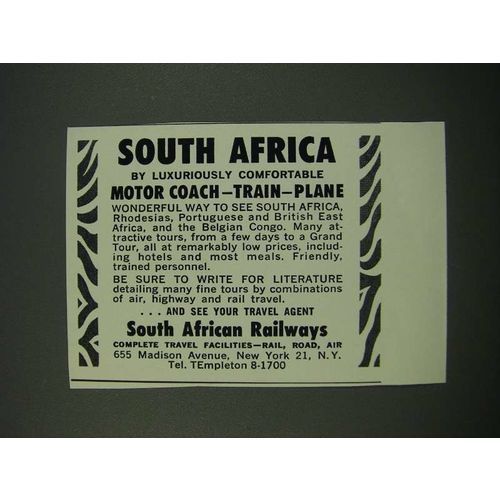 SOUTH AFRICA
BY LUXURIOUSLY COMFORTABLE
MOTOR COACH—TRAIN—PLANE
WONDERFUL WAY TO SEE SOUTH AFRICA,
Rhodesias, Portuguese and British East
Africa, and the Belgian Congo. Many at-
tractive tours, from a few days to a Grand
Tour, all at remarkably low prices, includ-
ing hotels and most meals. Friendly,
trained personnel.
BE SURE TO WRITE FOR LITERATURE
detailing many fine tours by combinations
of air, highway and rail travel.
. . . AND SEE YOUR TRAVEL AGENT
South African Railways
COMPLETE TRAVEL FACILITIES—RAIL, ROAD, AIR
655 Madison Avenue, New York 21, N.Y.
Tel. TEmpleton 8-1700